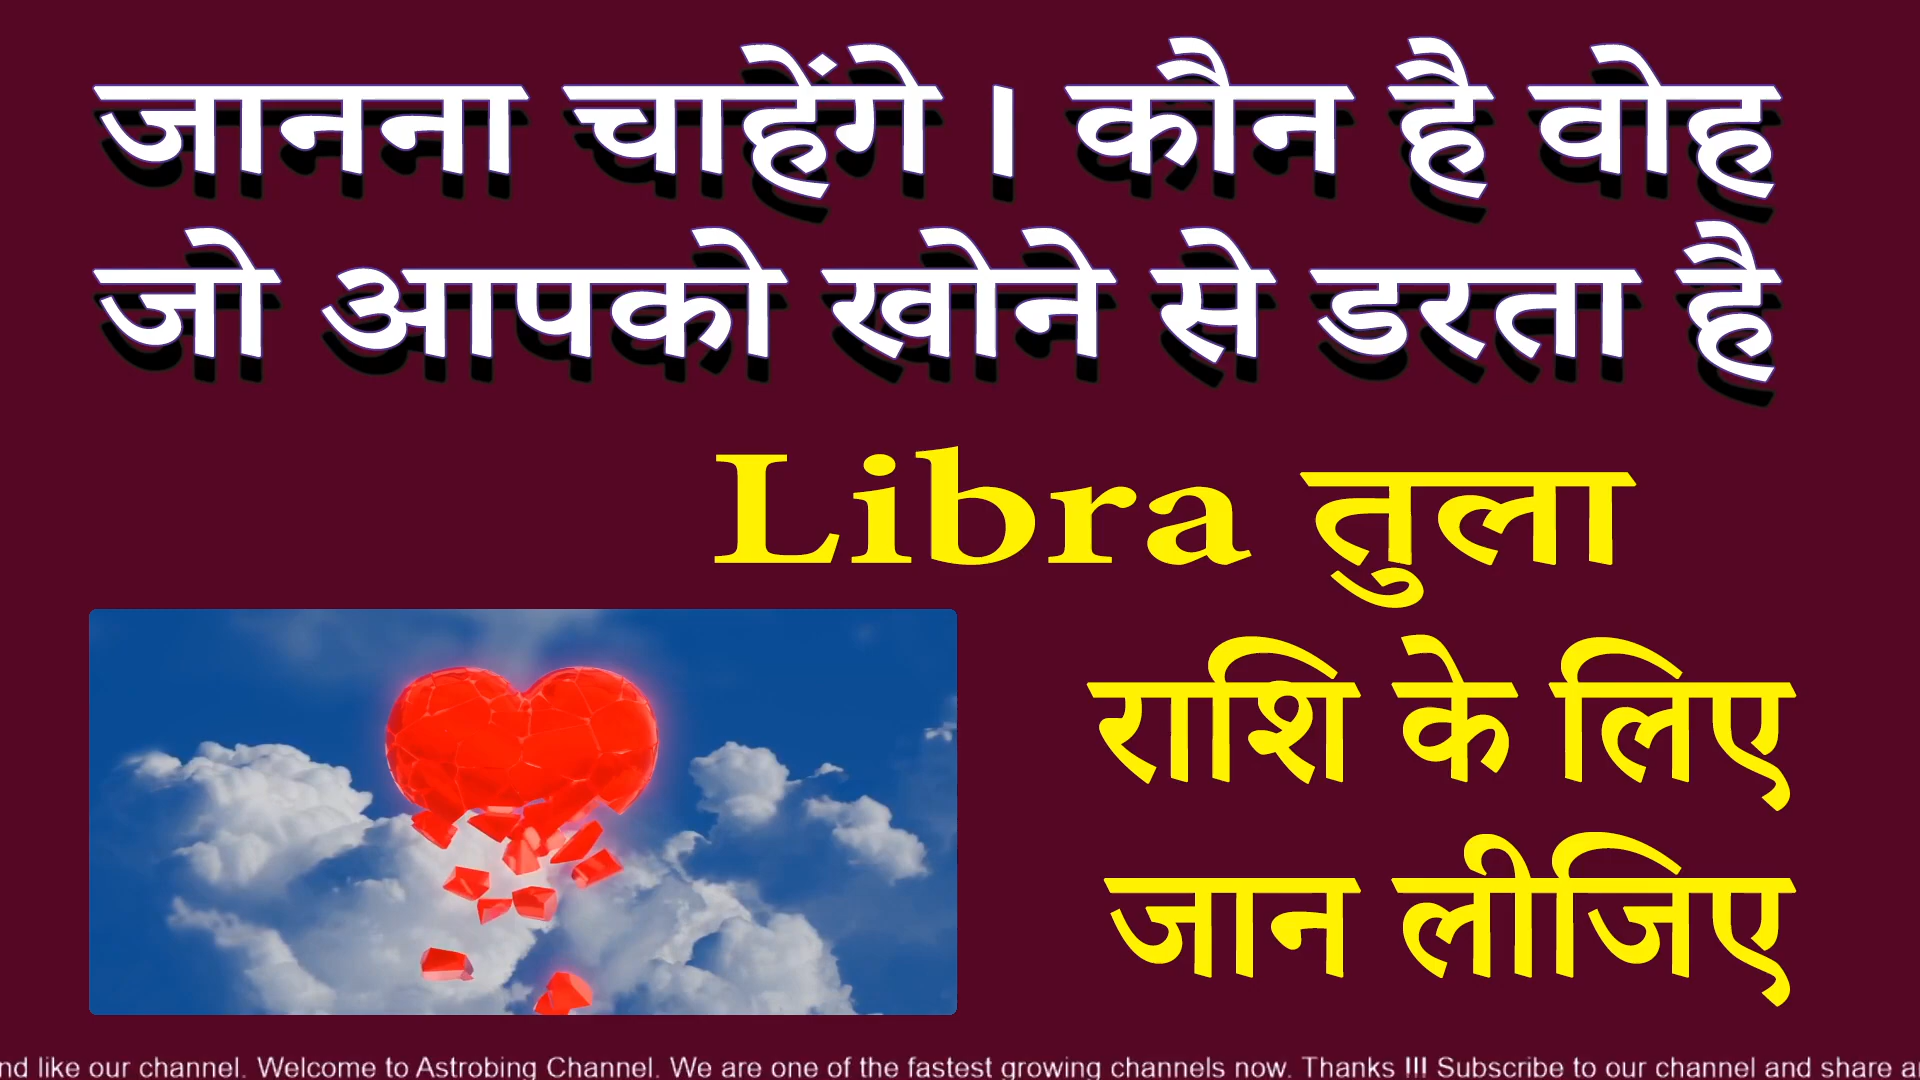 जानना चाहेंगे । कौन है वोह
जो आपको खोने से डरता है
Libra तुला
राशि के लिए
जान लीजिए
nd like our channel. Welcome to Astrobing Channel. We are one of the fastest growing channels now. Thanks !!! Subscribe to our channel and share a